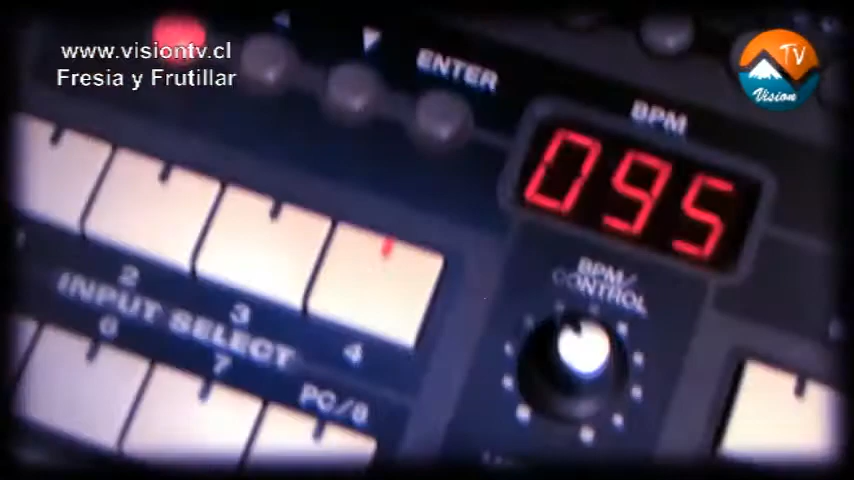 www.visiontv.cl
Fresia y Frutillar
TV
Vision
ENTER
BPM
095
BPM/
CONTROL
2
3
4
INPUT SELECT
6
7
PC/8